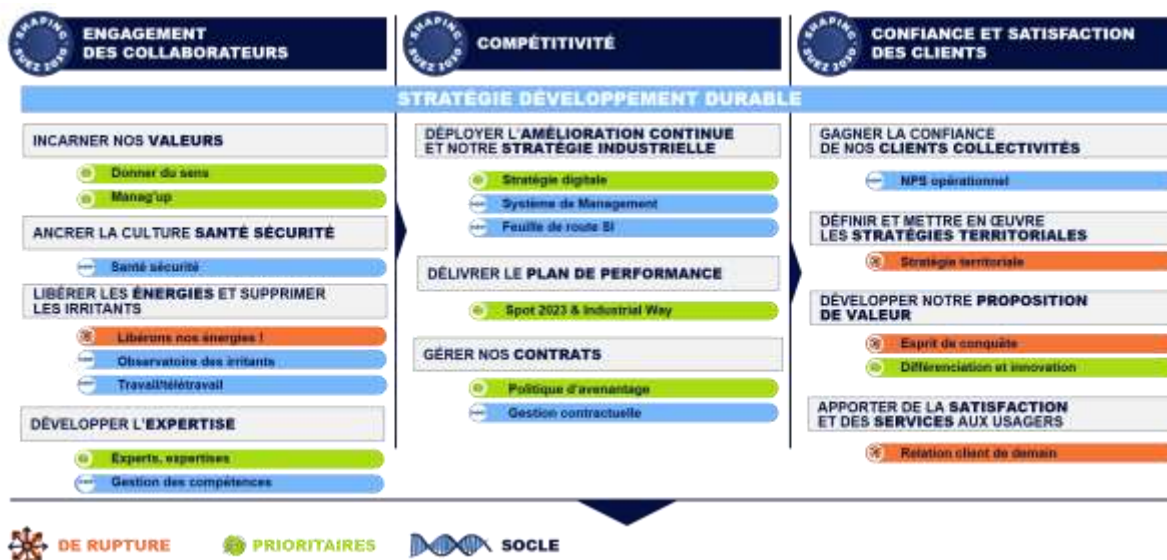 SHAPING SUEZ 2030
ENGAGEMENT
DES COLLABORATEURS
SHAPING SUEZ 2030
COMPÉTITIVITÉ
SHAPING SUEZ 2030
CONFIANCE ET SATISFACTION
DES CLIENTS
STRATÉGIE DÉVELOPPEMENT DURABLE
INCARNER NOS VALEURS
Donner du sens
Manag'up
ANCRER LA CULTURE SANTÉ SÉCURITÉ
Santé sécurité
LIBÉRER LES ÉNERGIES ET SUPPRIMER
LES IRRITANTS
Libérons nos énergies !
Observatoire des irritants
Travail/télétravail
DÉVELOPPER L'EXPERTISE
Experts, expertises
Gestion des compétences
DÉPLOYER L'AMÉLIORATION CONTINUE
ET NOTRE STRATÉGIE INDUSTRIELLE
Stratégie digitale
Système de Management
Feuille de route SI
DÉLIVRER LE PLAN DE PERFORMANCE
Spot 2023 & Industrial Way
GÉRER NOS CONTRATS
Politique d'avenantage
Gestion contractuelle
GAGNER LA CONFIANCE
DE NOS CLIENTS COLLECTIVITÉS
NPS opérationnel
DÉFINIR ET METTRE EN ŒUVRE
LES STRATÉGIES TERRITORIALES
Stratégie territoriale
DÉVELOPPER NOTRE PROPOSITION
DE VALEUR
Esprit de conquête
Différenciation et innovation
APPORTER DE LA SATISFACTION
ET DES SERVICES AUX USAGERS
Relation client de demain
DE RUPTURE
PRIORITAIRES
SOCLE